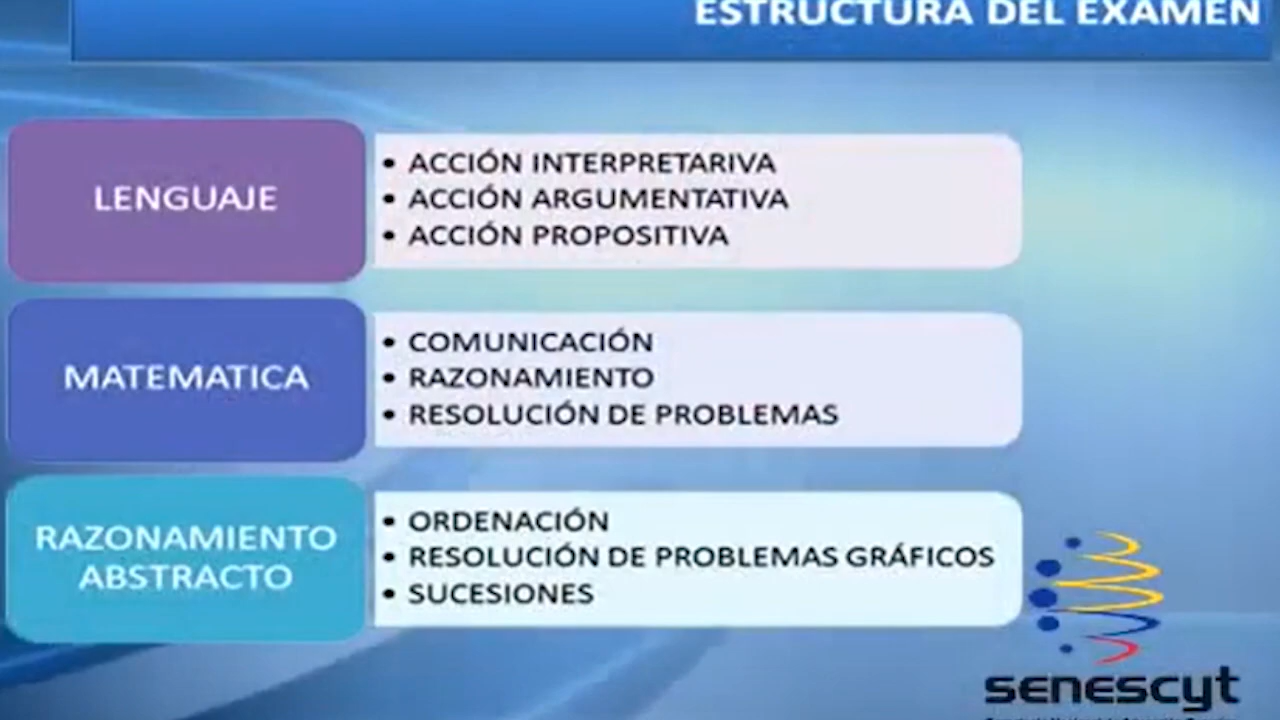 ESTRUCTURA DEL EXAMEN
LENGUAJE
• ACCIÓN INTERPRETARIVA
• ACCIÓN ARGUMENTATIVA
• ACCIÓN PROPOSITIVA
MATEMATICA
• COMUNICACIÓN
• RAZONAMIENTO
• RESOLUCIÓN DE PROBLEMAS
RAZONAMIENTO
ABSTRACTO
• ORDENACIÓN
• RESOLUCIÓN DE PROBLEMAS GRÁFICOS
• SUCESIONES
senescyt